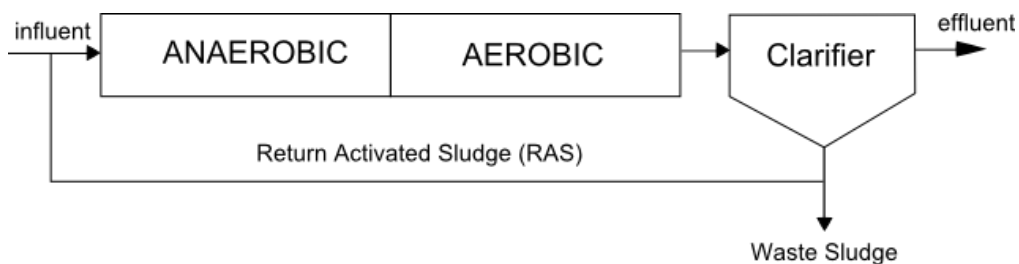 influent
ANAEROBIC
AEROBIC
Clarifier
effluent
Return Activated Sludge (RAS)
Waste Sludge